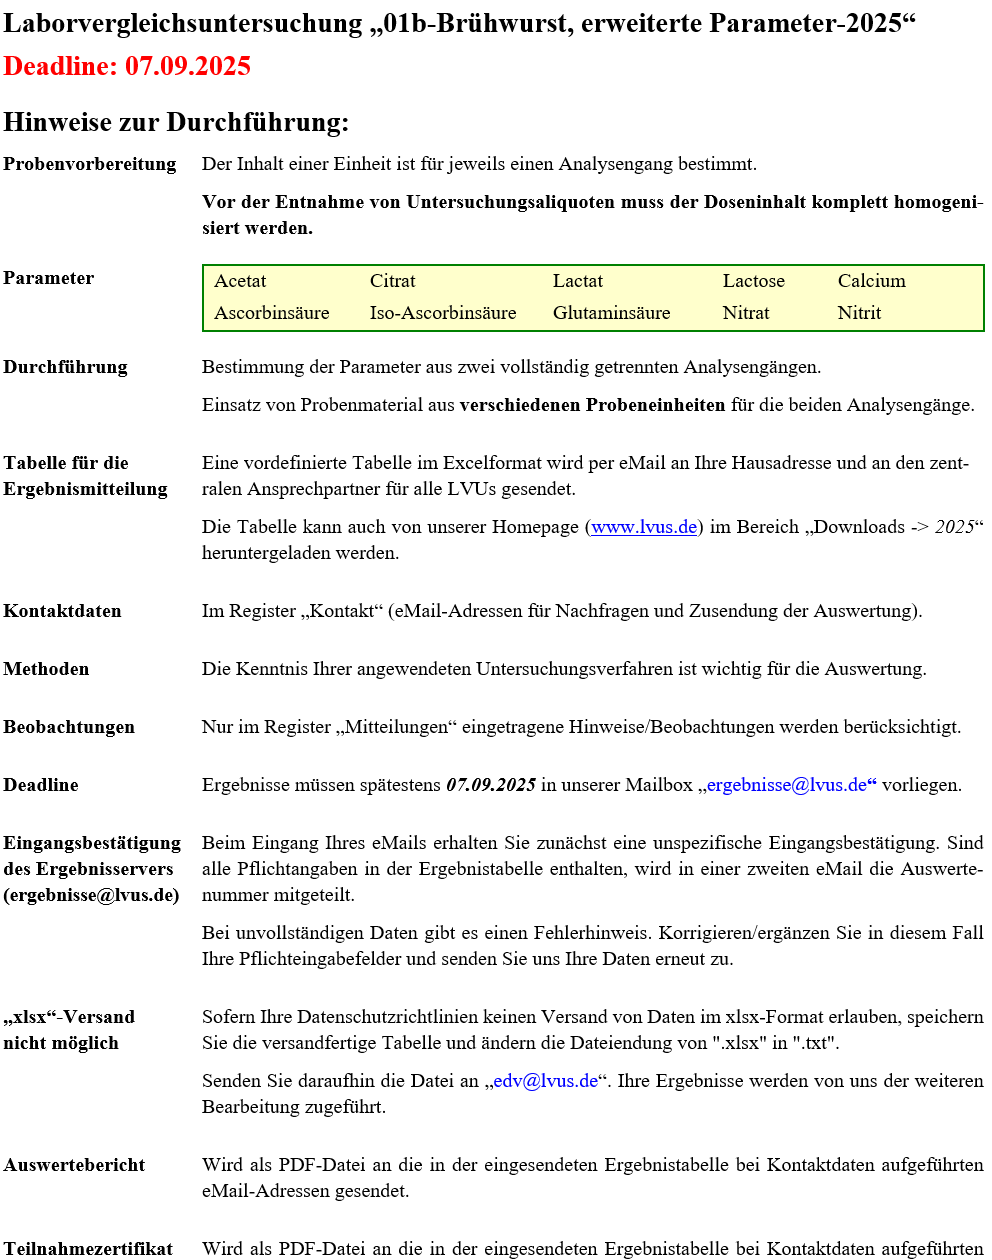 Laborvergleichsuntersuchung „01b-Brühwurst, erweiterte Parameter-2025“
Deadline: 07.09.2025
Hinweise zur Durchführung:
Probenvorbereitung Der Inhalt einer Einheit ist für jeweils einen Analysengang bestimmt.
Vor der Entnahme von Untersuchungsaliquoten muss der Doseninhalt komplett homogeni-
siert werden.
Parameter Acetat Citrat Lactat Lactose Calcium
Ascorbinsäure Iso-Ascorbinsäure Glutaminsäure Nitrat Nitrit
Durchführung Bestimmung der Parameter aus zwei vollständig getrennten Analysengängen.
Einsatz von Probenmaterial aus verschiedenen Probeneinheiten für die beiden Analysengänge.
Tabelle für die Eine vordefinierte Tabelle im Excelformat wird per eMail an Ihre Hausadresse und an den zent-
Ergebnismitteilung ralen Ansprechpartner für alle LVUs gesendet.
Die Tabelle kann auch von unserer Homepage (www.lvus.de) im Bereich „Downloads -> 2025“
heruntergeladen werden.
Kontaktdaten Im Register „Kontakt“ (eMail-Adressen für Nachfragen und Zusendung der Auswertung).
Methoden Die Kenntnis Ihrer angewendeten Untersuchungsverfahren ist wichtig für die Auswertung.
Beobachtungen Nur im Register „Mitteilungen“ eingetragene Hinweise/Beobachtungen werden berücksichtigt.
Deadline Ergebnisse müssen spätestens 07.09.2025 in unserer Mailbox „ergebnisse@lvus.de“ vorliegen.
Eingangsbestätigung Beim Eingang Ihres eMails erhalten Sie zunächst eine unspezifische Eingangsbestätigung. Sind
des Ergebnisservers alle Pflichtangaben in der Ergebnistabelle enthalten, wird in einer zweiten eMail die Auswerte-
(ergebnisse@lvus.de) nummer mitgeteilt.
Bei unvollständigen Daten gibt es einen Fehlerhinweis. Korrigieren/ergänzen Sie in diesem Fall
Ihre Pflichteingabefelder und senden Sie uns Ihre Daten erneut zu.
„xlsx“-Versand Sofern Ihre Datenschutzrichtlinien keinen Versand von Daten im xlsx-Format erlauben, speichern
nicht möglich Sie die versandfertige Tabelle und ändern die Dateiendung von ".xlsx" in ".txt".
Senden Sie daraufhin die Datei an „edv@lvus.de“. Ihre Ergebnisse werden von uns der weiteren
Bearbeitung zugeführt.
Auswertebericht Wird als PDF-Datei an die in der eingesendeten Ergebnistabelle bei Kontaktdaten aufgeführten
eMail-Adressen gesendet.
Teilnahmezertifikat Wird als PDF-Datei an die in der eingesendeten Ergebnistabelle bei Kontaktdaten aufgeführten